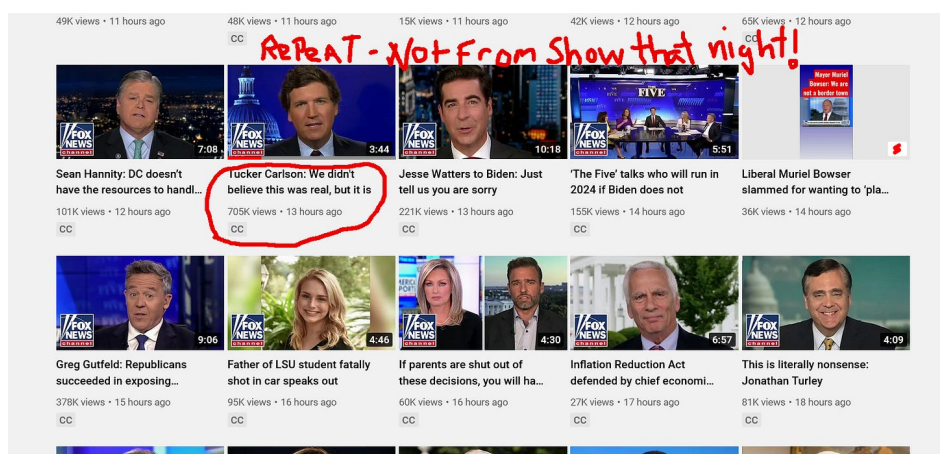 49K views • 11 hours ago
48K views • 11 hours ago
15K views • 11 hours ago
42K views • 12 hours ago
65K views • 12 hours ago
CC
CC
RePeAT - Not From Show that night!
FOX
NEWS
channel
7:08
FOX
NEWS
channel
3:44
FOX
NEWS
channel
10:18
FIVE
FOX
NEWS
channel
5:51
Mayor Muriel
Bowser: We are
not a border town
Sean Hannity: DC doesn't
have the resources to handl...
101K views • 12 hours ago
CC
Tucker Carlson: We didn't
believe this was real, but it is
705K views • 13 hours ago
CC
Jesse Watters to Biden: Just
tell us you are sorry
221K views • 13 hours ago
CC
'The Five' talks who will run in
2024 if Biden does not
155K views • 14 hours ago
CC
Liberal Muriel Bowser
slammed for wanting to 'pla...
36K views • 14 hours ago
FOX
NEWS
channel
9:06
FOX
NEWS
channel
4:46
FOX
NEWS
channel
4:30
FOX
NEWS
channel
6:57
FOX
NEWS
channel
4:09
Greg Gutfeld: Republicans
succeeded in exposing...
378K views • 15 hours ago
CC
Father of LSU student fatally
shot in car speaks out
95K views • 16 hours ago
CC
If parents are shut out of
these decisions, you will ha...
60K views • 16 hours ago
CC
Inflation Reduction Act
defended by chief economi...
27K views • 17 hours ago
CC
This is literally nonsense:
Jonathan Turley
81K views • 18 hours ago
CC